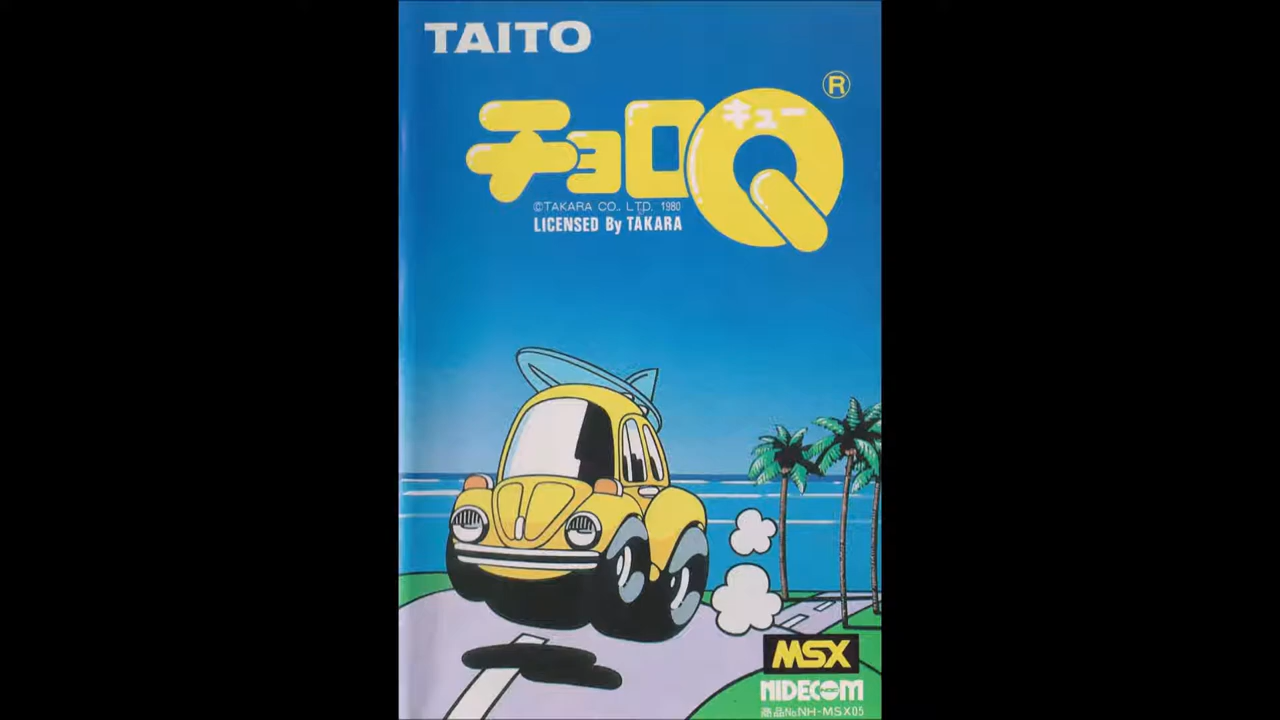 TAITO
®
チョロQ
キュー
©TAKARA CO., LTD. 1980
LICENSED By TAKARA
MSX
NIDECOM
商品No.NH-MSX05